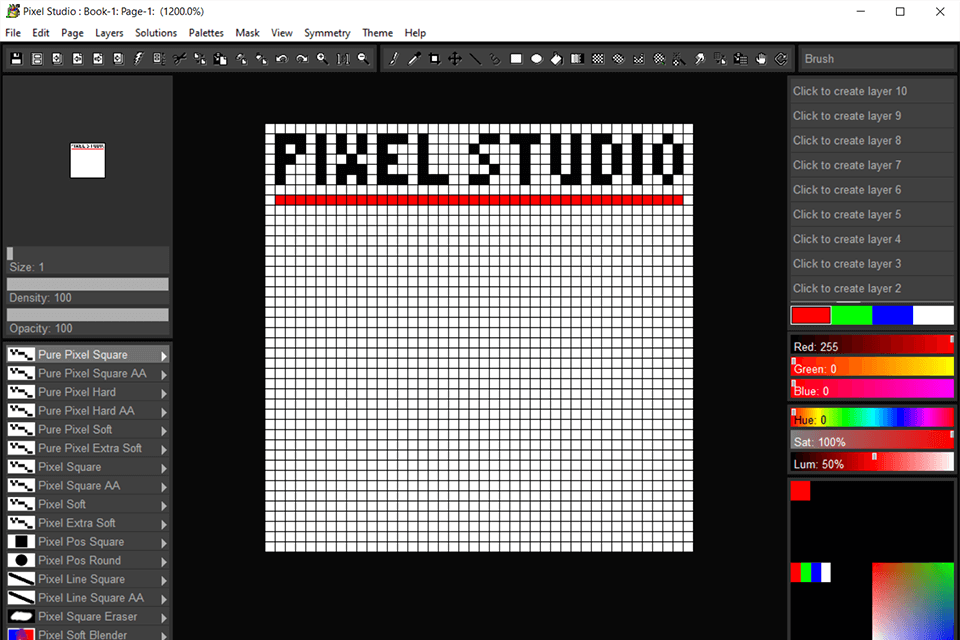 Pixel Studio : Book-1: Page-1:  (1200.0%)
File Edit Page Layers Solutions Palettes Mask View Symmetry Theme Help
Brush
PIXEL STUDIO
Size: 1
Density: 100
Opacity: 100
Pure Pixel Square
Pure Pixel Square AA
Pure Pixel Hard
Pure Pixel Hard AA
Pure Pixel Soft
Pure Pixel Extra Soft
Pixel Square
Pixel Square AA
Pixel Soft
Pixel Extra Soft
Pixel Pos Square
Pixel Pos Round
Pixel Line Square
Pixel Line Square AA
Pixel Square Eraser
Pixel Soft Blender
Click to create layer 10
Click to create layer 9
Click to create layer 8
Click to create layer 7
Click to create layer 6
Click to create layer 5
Click to create layer 4
Click to create layer 3
Click to create layer 2
Red: 255
Green: 0
Blue: 0
Hue: 0
Sat: 100%
Lum: 50%